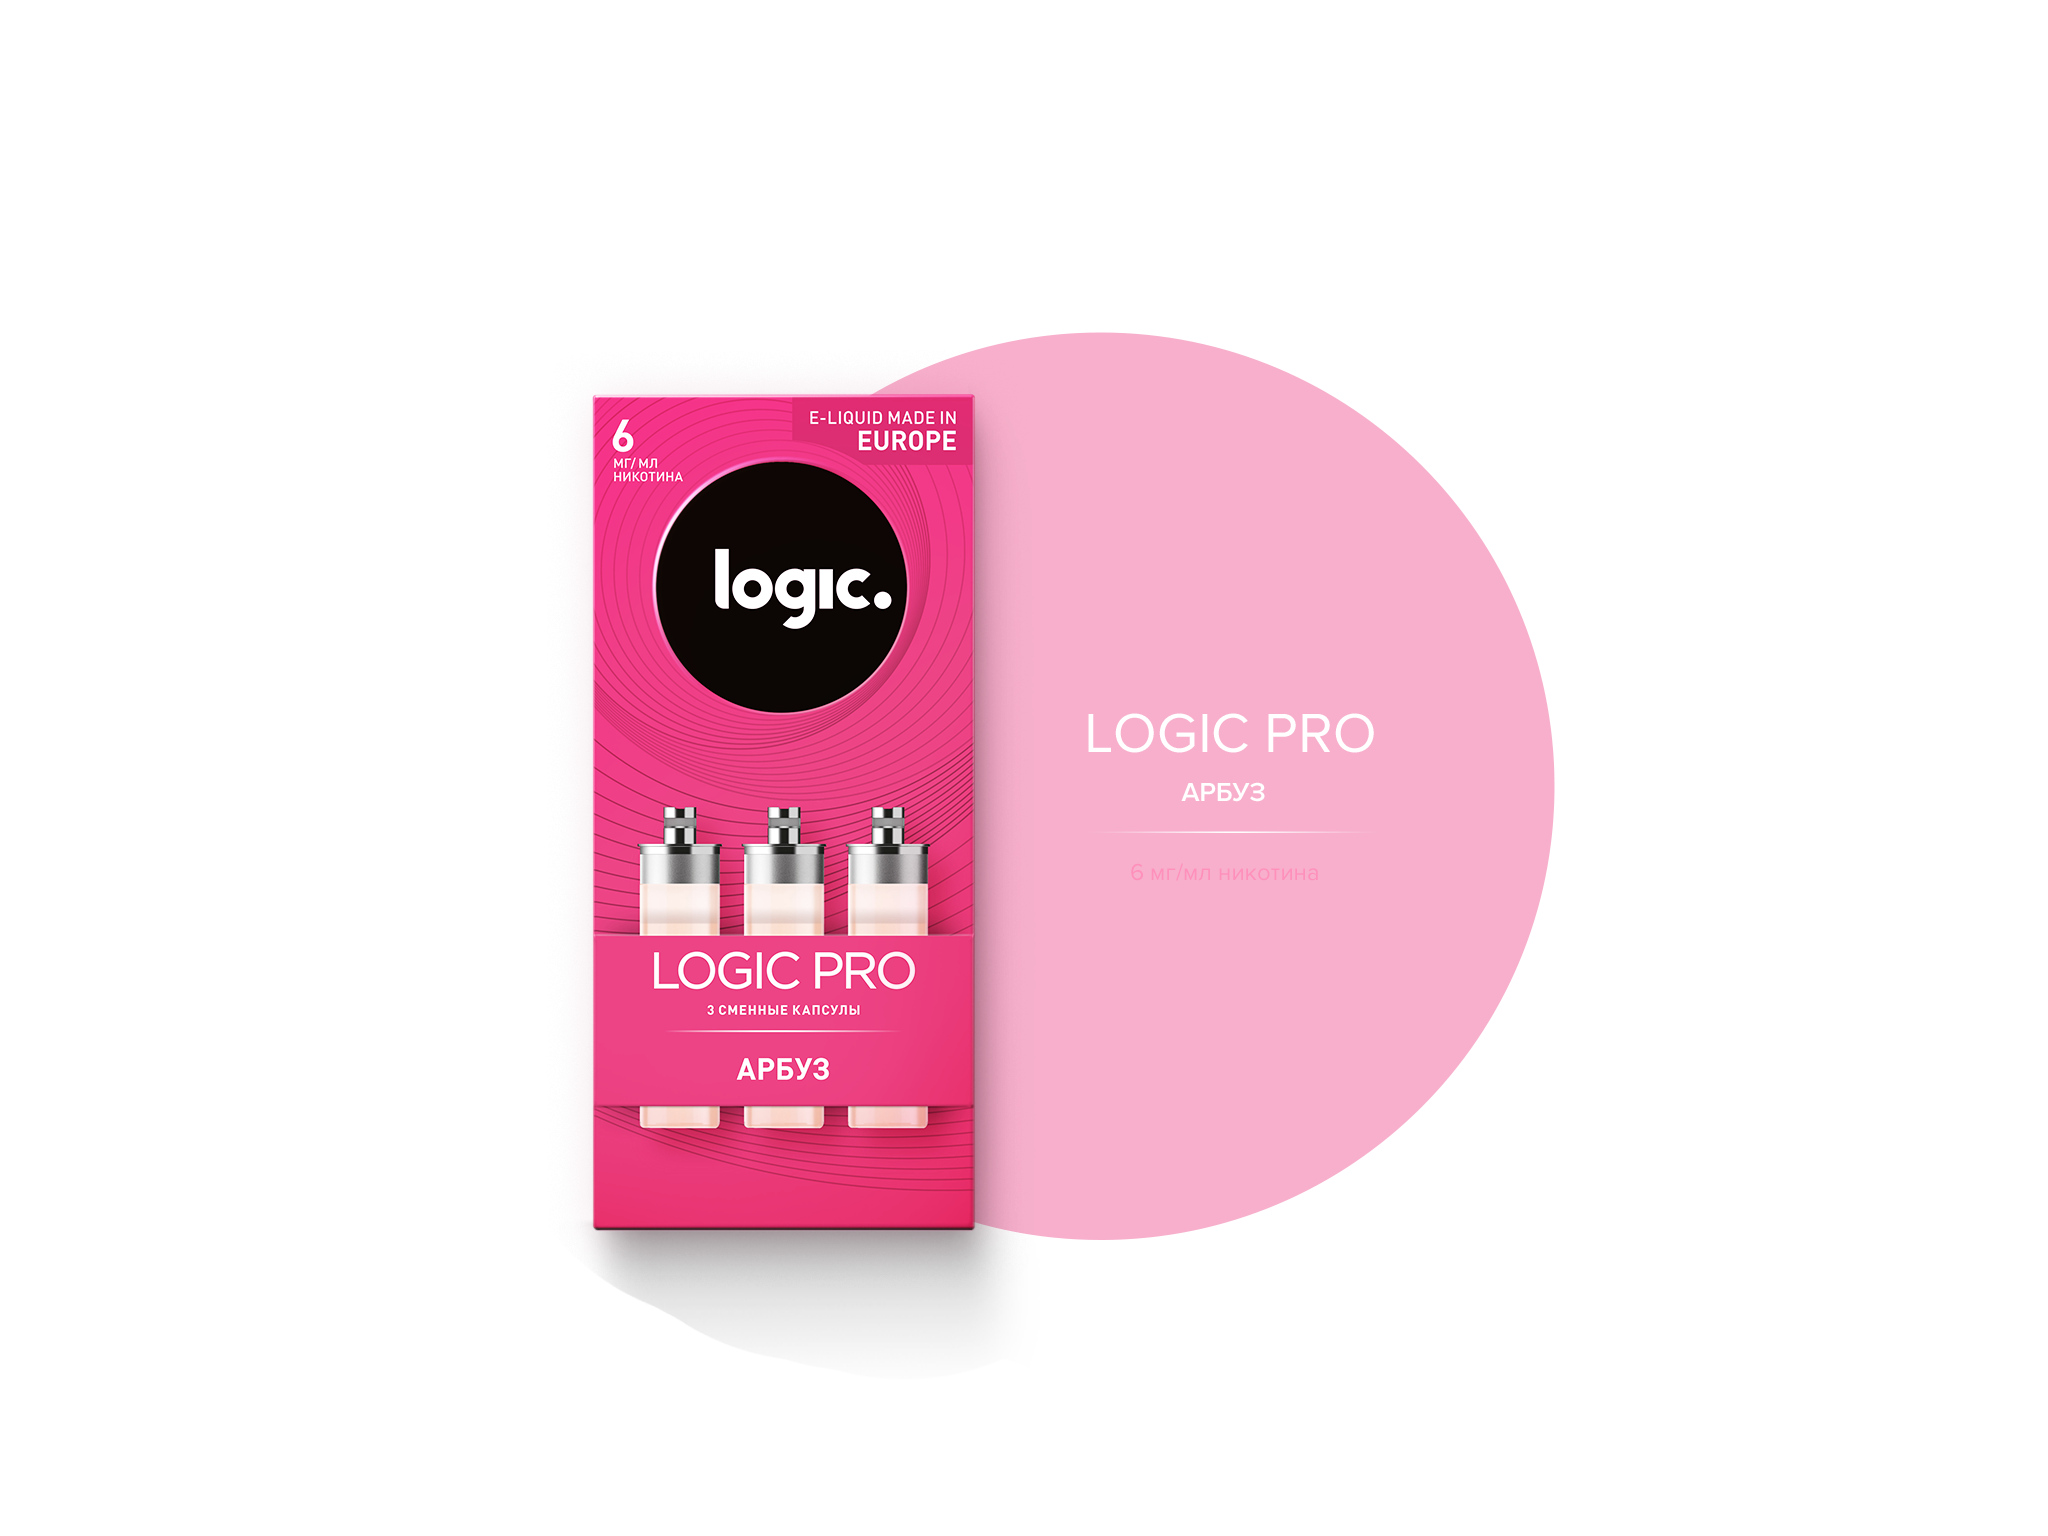 6
МГ/МЛ
НИКОТИНА
E-LIQUID MADE IN
EUROPE
logic.
LOGIC PRO
3 СМЕННЫЕ КАПСУЛЫ
АРБУЗ
LOGIC PRO
АРБУЗ
6 мг/мл никотина